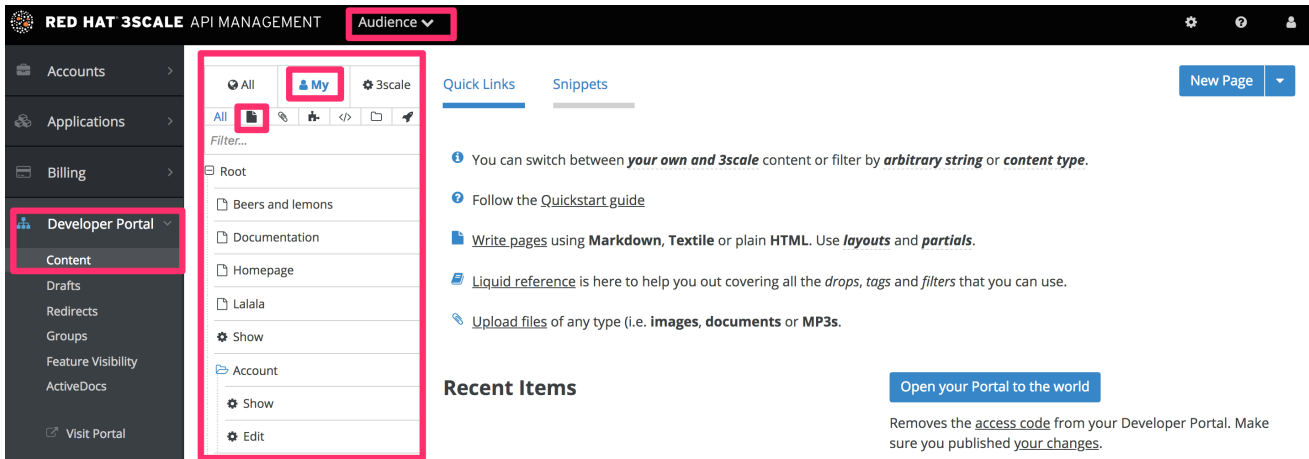 RED HAT 3SCALE API MANAGEMENT
Audience
Accounts
Applications
Billing
Developer Portal
Content
Drafts
Redirects
Groups
Feature Visibility
ActiveDocs
Visit Portal
All My 3scale
All
Filter...
Root
Beers and lemons
Documentation
Homepage
Lalala
Show
Account
Show
Edit
Quick Links Snippets
New Page
You can switch between your own and 3scale content or filter by arbitrary string or content type.
Follow the Quickstart guide
Write pages using Markdown, Textile or plain HTML. Use layouts and partials.
Liquid reference is here to help you out covering all the drops, tags and filters that you can use.
Upload files of any type (i.e. images, documents or MP3s.
Recent Items
Open your Portal to the world
Removes the access code from your Developer Portal. Make
sure you published your changes.